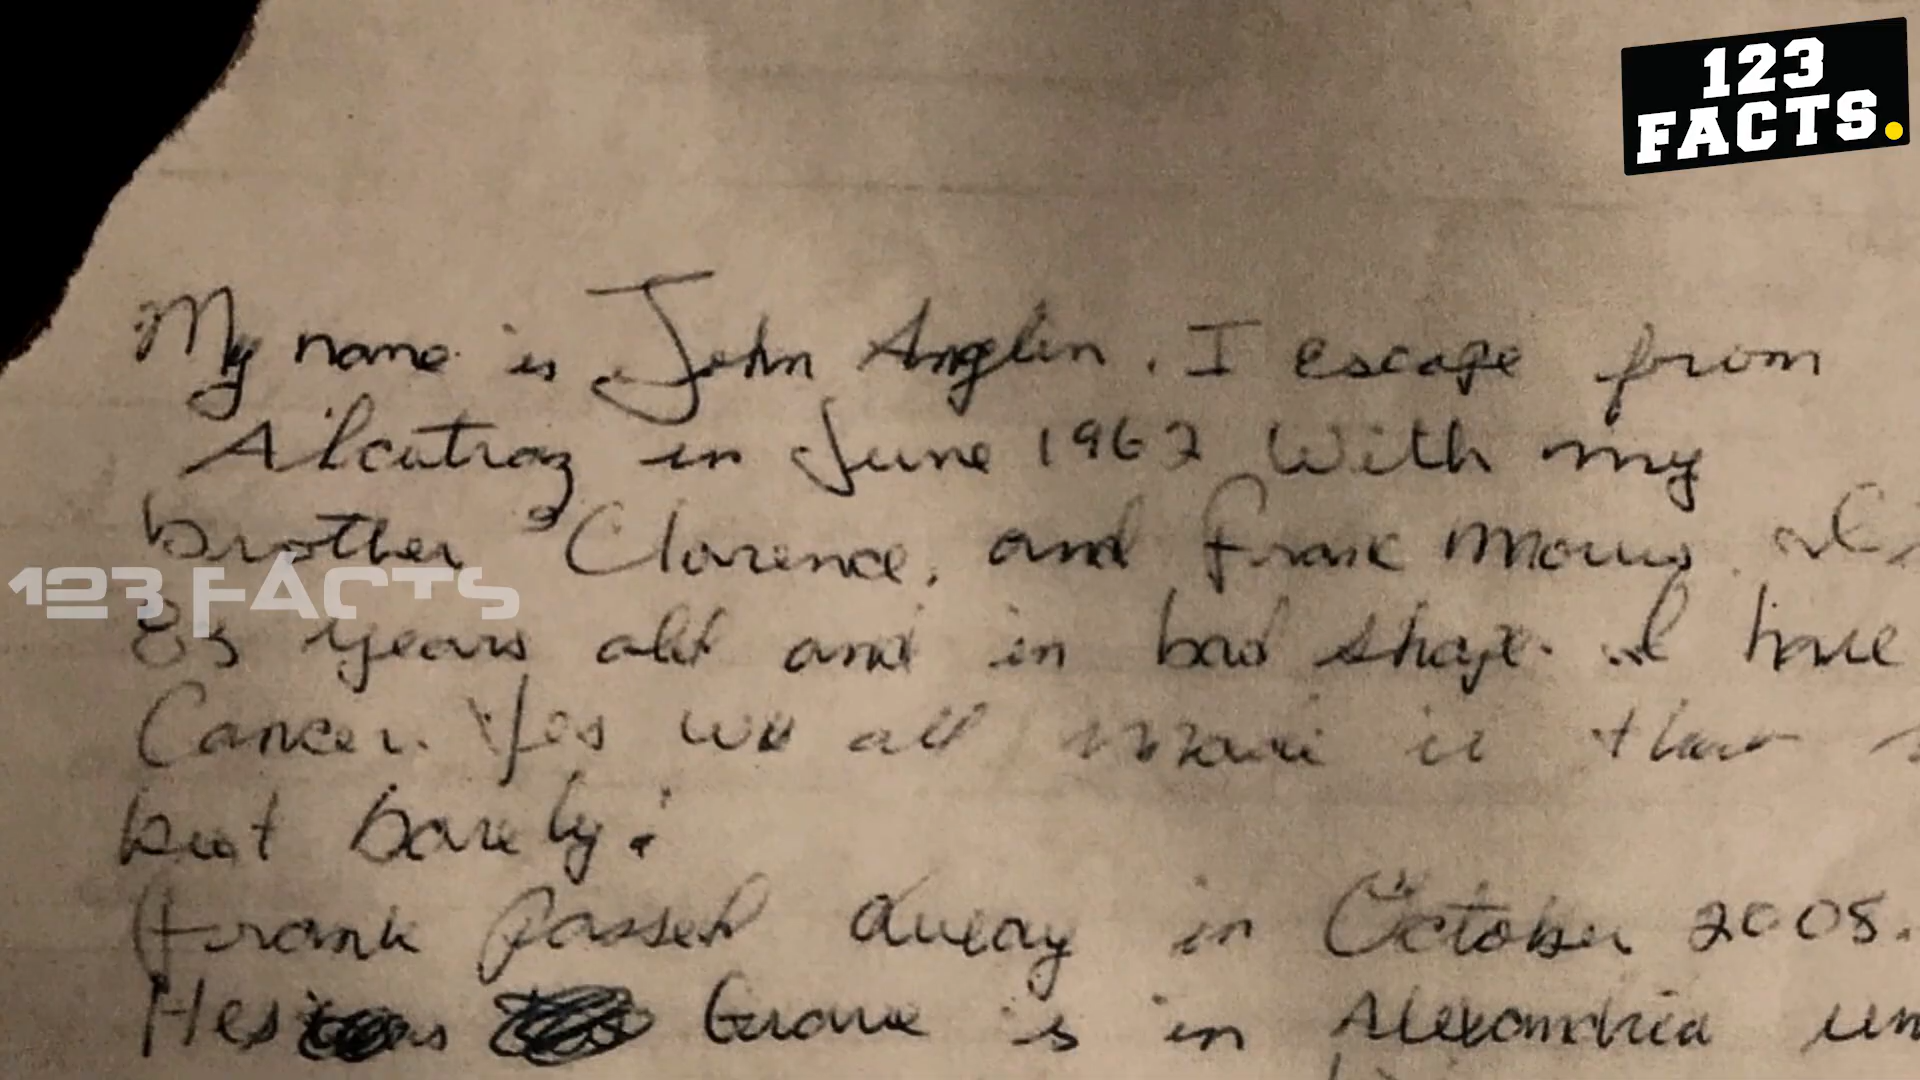 123
FACTS.
My name is John Anglin. I escape from
Alcatraz in June 1962 With my
brother Clarence, and Frank Morris.
123 FACTS
83 years old and in bad shape. I have
Cancer. Yes we all made it that
but barely!
Frank passed away in October 2005.
Hes Grave is in Alexandria